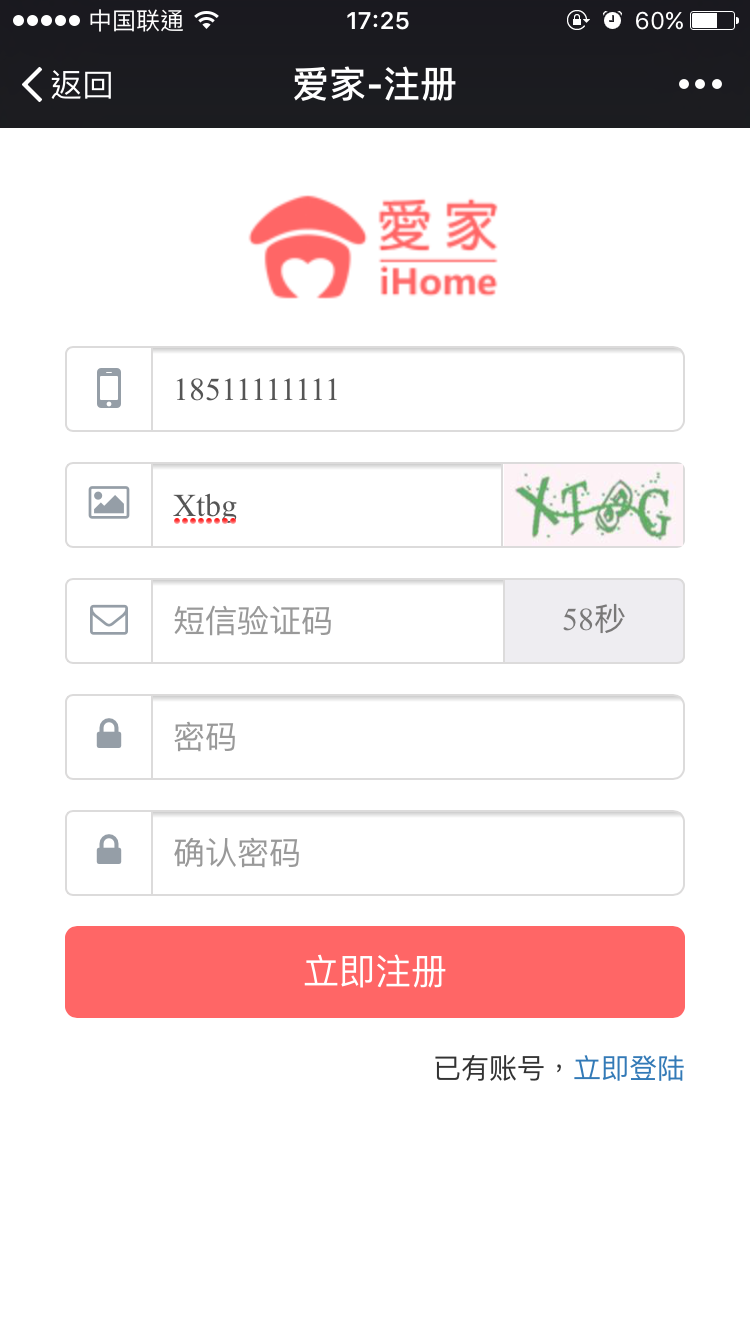 中国联通 17:25 60%
返回 爱家-注册
愛家
iHome
18511111111
Xtbg
短信验证码 58秒
密码
确认密码
立即注册
已有账号，立即登陆